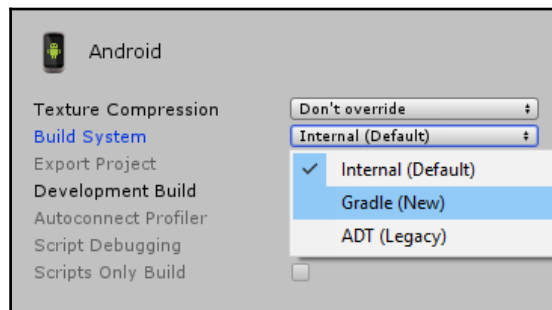 Android
Texture Compression Don't override
Build System Internal (Default)
Export Project Internal (Default)
Development Build Gradle (New)
Autoconnect Profiler
Script Debugging ADT (Legacy)
Scripts Only Build